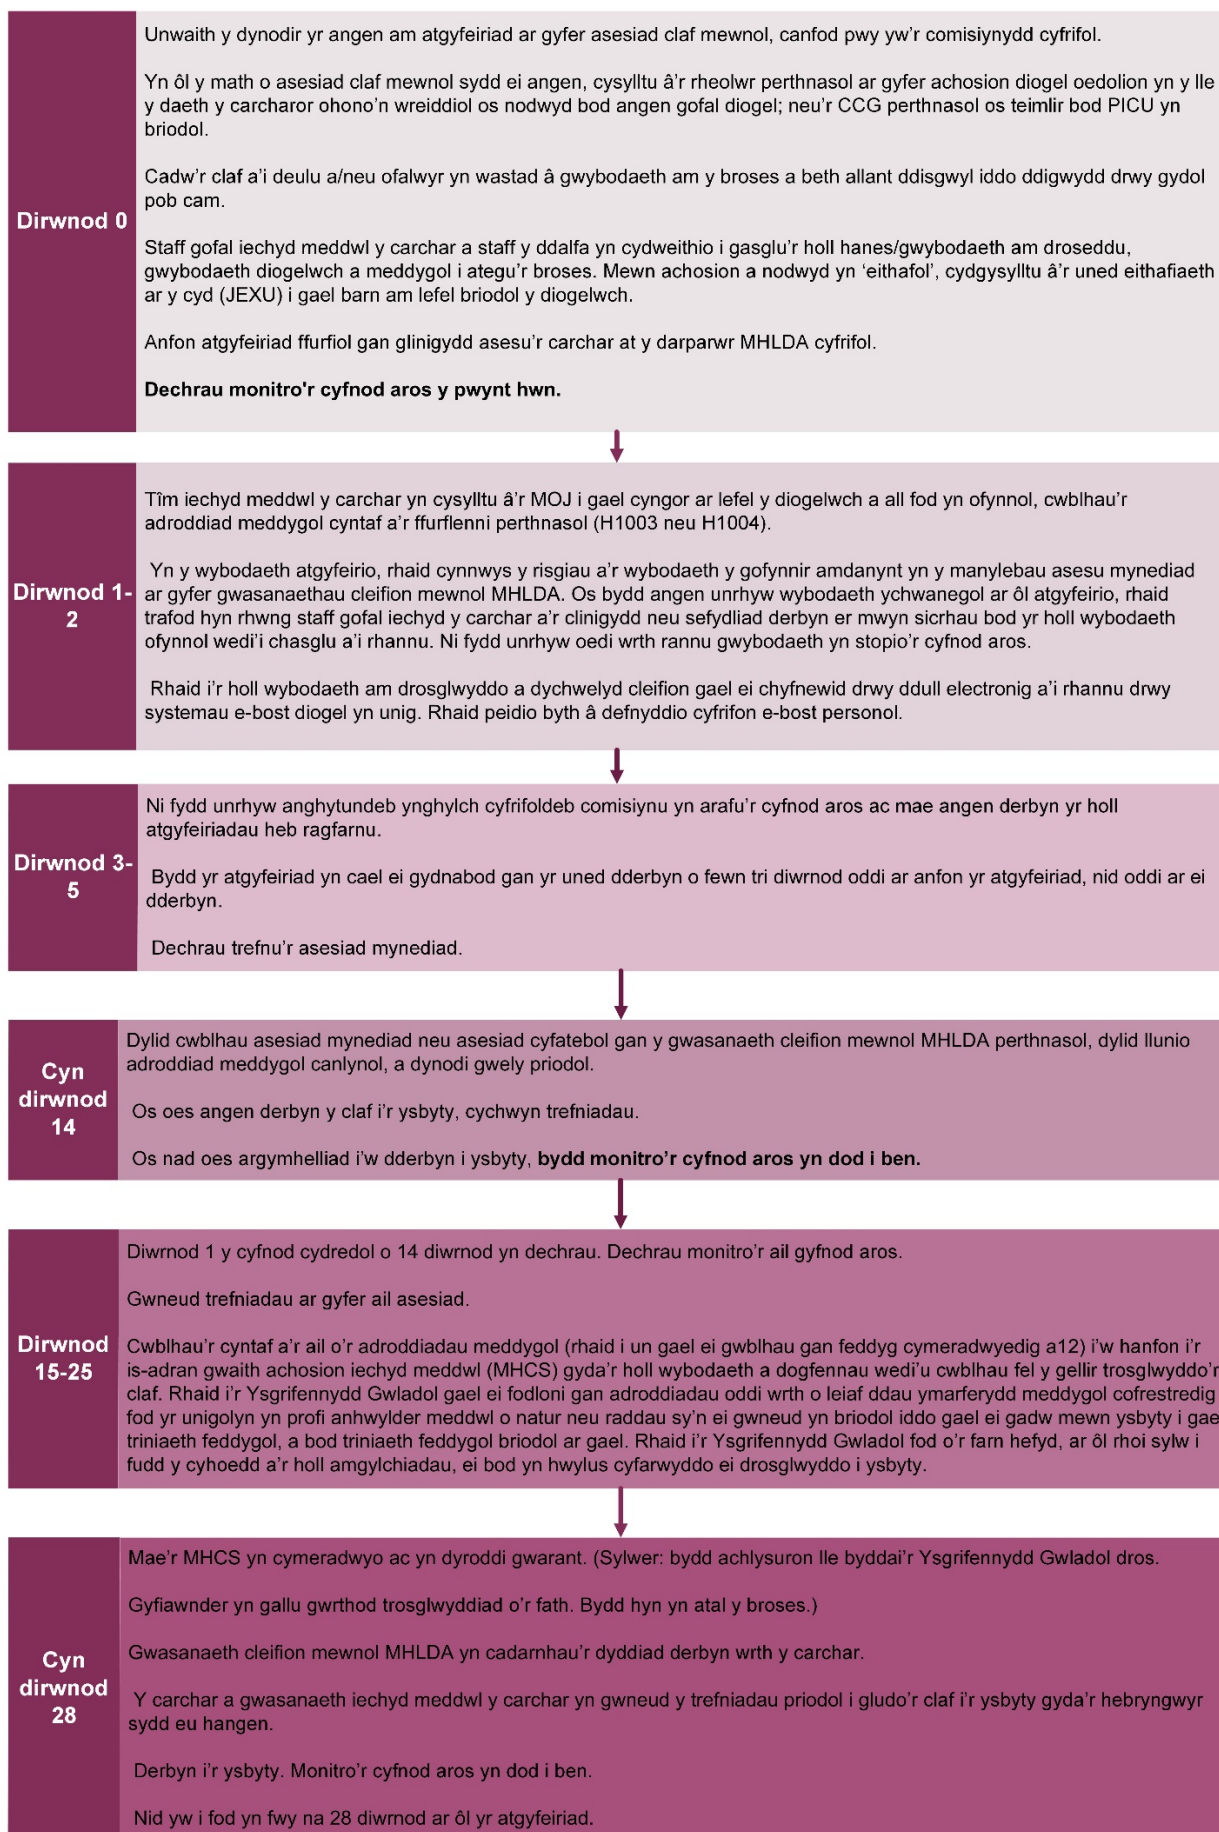 Dirwnod 0
Unwaith y dynodir yr angen am atgyfeiriad ar gyfer asesiad claf mewnol, canfod pwy yw'r comisiynydd cyfrifol.
Yn ôl y math o asesiad claf mewnol sydd ei angen, cysylltu â'r rheolwr perthnasol ar gyfer achosion diogel oedolion yn y lle
y daeth y carcharor ohono'n wreiddiol os nodwyd bod angen gofal diogel; neu'r CCG perthnasol os teimlir bod PICU yn
briodol.
Cadw'r claf a'i deulu a/neu ofalwyr yn wastad â gwybodaeth am y broses a beth allant ddisgwyl iddo ddigwydd drwy gydol
pob cam.
Staff gofal iechyd meddwl y carchar a staff y ddalfa yn cydweithio i gasglu'r holl hanes/gwybodaeth am droseddu,
gwybodaeth diogelwch a meddygol i ategu'r broses. Mewn achosion a nodwyd yn 'eithafol', cydgysylltu â'r uned eithafiaeth
ar y cyd (JEXU) i gael barn am lefel briodol y diogelwch.
Anfon atgyfeiriad ffurfiol gan glinigydd asesu'r carchar at y darparwr MHLDA cyfrifol.
Dechrau monitro'r cyfnod aros y pwynt hwn.
Dirwnod 1-
2
Tîm iechyd meddwl y carchar yn cysylltu â'r MOJ i gael cyngor ar lefel y diogelwch a all fod yn ofynnol, cwblhau'r
adroddiad meddygol cyntaf a'r ffurflenni perthnasol (H1003 neu H1004).
Yn y wybodaeth atgyfeirio, rhaid cynnwys y risgiau a'r wybodaeth y gofynnir amdanynt yn y manylebau asesu mynediad
ar gyfer gwasanaethau cleifion mewnol MHLDA. Os bydd angen unrhyw wybodaeth ychwanegol ar ôl atgyfeirio, rhaid
trafod hyn rhwng staff gofal iechyd y carchar a'r clinigydd neu sefydliad derbyn er mwyn sicrhau bod yr holl wybodaeth
ofynnol wedi'i chasglu a'i rhannu. Ni fydd unrhyw oedi wrth rannu gwybodaeth yn stopio'r cyfnod aros.
Rhaid i'r holl wybodaeth am drosglwyddo a dychwelyd cleifion gael ei chyfnewid drwy ddull electronig a'i rhannu drwy
systemau e-bost diogel yn unig. Rhaid peidio byth â defnyddio cyfrifon e-bost personol.
Dirwnod 3-
5
Ni fydd unrhyw anghytundeb ynghylch cyfrifoldeb comisiynu yn arafu'r cyfnod aros ac mae angen derbyn yr holl
atgyfeiriadau heb ragfarnu.
Bydd yr atgyfeiriad yn cael ei gydnabod gan yr uned dderbyn o fewn tri diwrnod oddi ar anfon yr atgyfeiriad, nid oddi ar ei
dderbyn.
Dechrau trefnu'r asesiad mynediad.
Cyn
dirwnod
14
Dylid cwblhau asesiad mynediad neu asesiad cyfatebol gan y gwasanaeth cleifion mewnol MHLDA perthnasol, dylid llunio
adroddiad meddygol canlynol, a dynodi gwely priodol.
Os oes angen derbyn y claf i'r ysbyty, cychwyn trefniadau.
Os nad oes argymhelliad i'w dderbyn i ysbyty, bydd monitro'r cyfnod aros yn dod i ben.
Dirwnod
15-25
Diwrnod 1 y cyfnod cydredol o 14 diwrnod yn dechrau. Dechrau monitro'r ail gyfnod aros.
Gwneud trefniadau ar gyfer ail asesiad.
Cwblhau'r cyntaf a'r ail o'r adroddiadau meddygol (rhaid i un gael ei gwblhau gan feddyg cymeradwyedig a12) i'w hanfon i'r
is-adran gwaith achosion iechyd meddwl (MHCS) gyda'r holl wybodaeth a dogfennau wedi'u cwblhau fel y gellir trosglwyddo'r
claf. Rhaid i'r Ysgrifennydd Gwladol gael ei fodloni gan adroddiadau oddi wrth o leiaf ddau ymarferydd meddygol cofrestredig
fod yr unigolyn yn profi anhwylder meddwl o natur neu raddau sy'n ei gwneud yn briodol iddo gael ei gadw mewn ysbyty i gae
triniaeth feddygol, a bod triniaeth feddygol briodol ar gael. Rhaid i'r Ysgrifennydd Gwladol fod o'r farn hefyd, ar ôl rhoi sylw i
fudd y cyhoedd a'r holl amgylchiadau, ei bod yn hwylus cyfarwyddo ei drosglwyddo i ysbyty.
Cyn
dirwnod
28
Mae'r MHCS yn cymeradwyo ac yn dyroddi gwarant. (Sylwer: bydd achlysuron lle byddai'r Ysgrifennydd Gwladol dros.
Gyfiawnder yn gallu gwrthod trosglwyddiad o'r fath. Bydd hyn yn atal y broses.)
Gwasanaeth cleifion mewnol MHLDA yn cadarnhau'r dyddiad derbyn wrth y carchar.
Y carchar a gwasanaeth iechyd meddwl y carchar yn gwneud y trefniadau priodol i gludo'r claf i'r ysbyty gyda'r hebryngwyr
sydd eu hangen.
Derbyn i'r ysbyty. Monitro'r cyfnod aros yn dod i ben.
Nid yw i fod yn fwy na 28 diwrnod ar ôl yr atgyfeiriad.